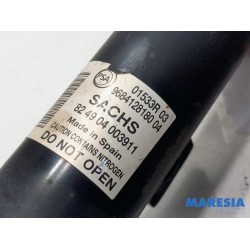 PSA
01533R 03
9684128180 04
SACHS
82 49 04 003911
Made in Spain
CAUTION CONTAINS NITROGEN
DO NOT OPEN
MARESIA